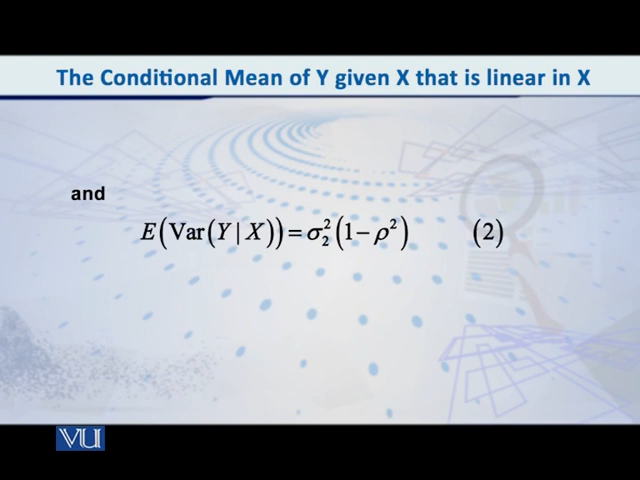 The Conditional Mean of Y given X that is linear in X
and
E(Var(Y | X)) = σ₂²(1 − ρ²) (2)
VU